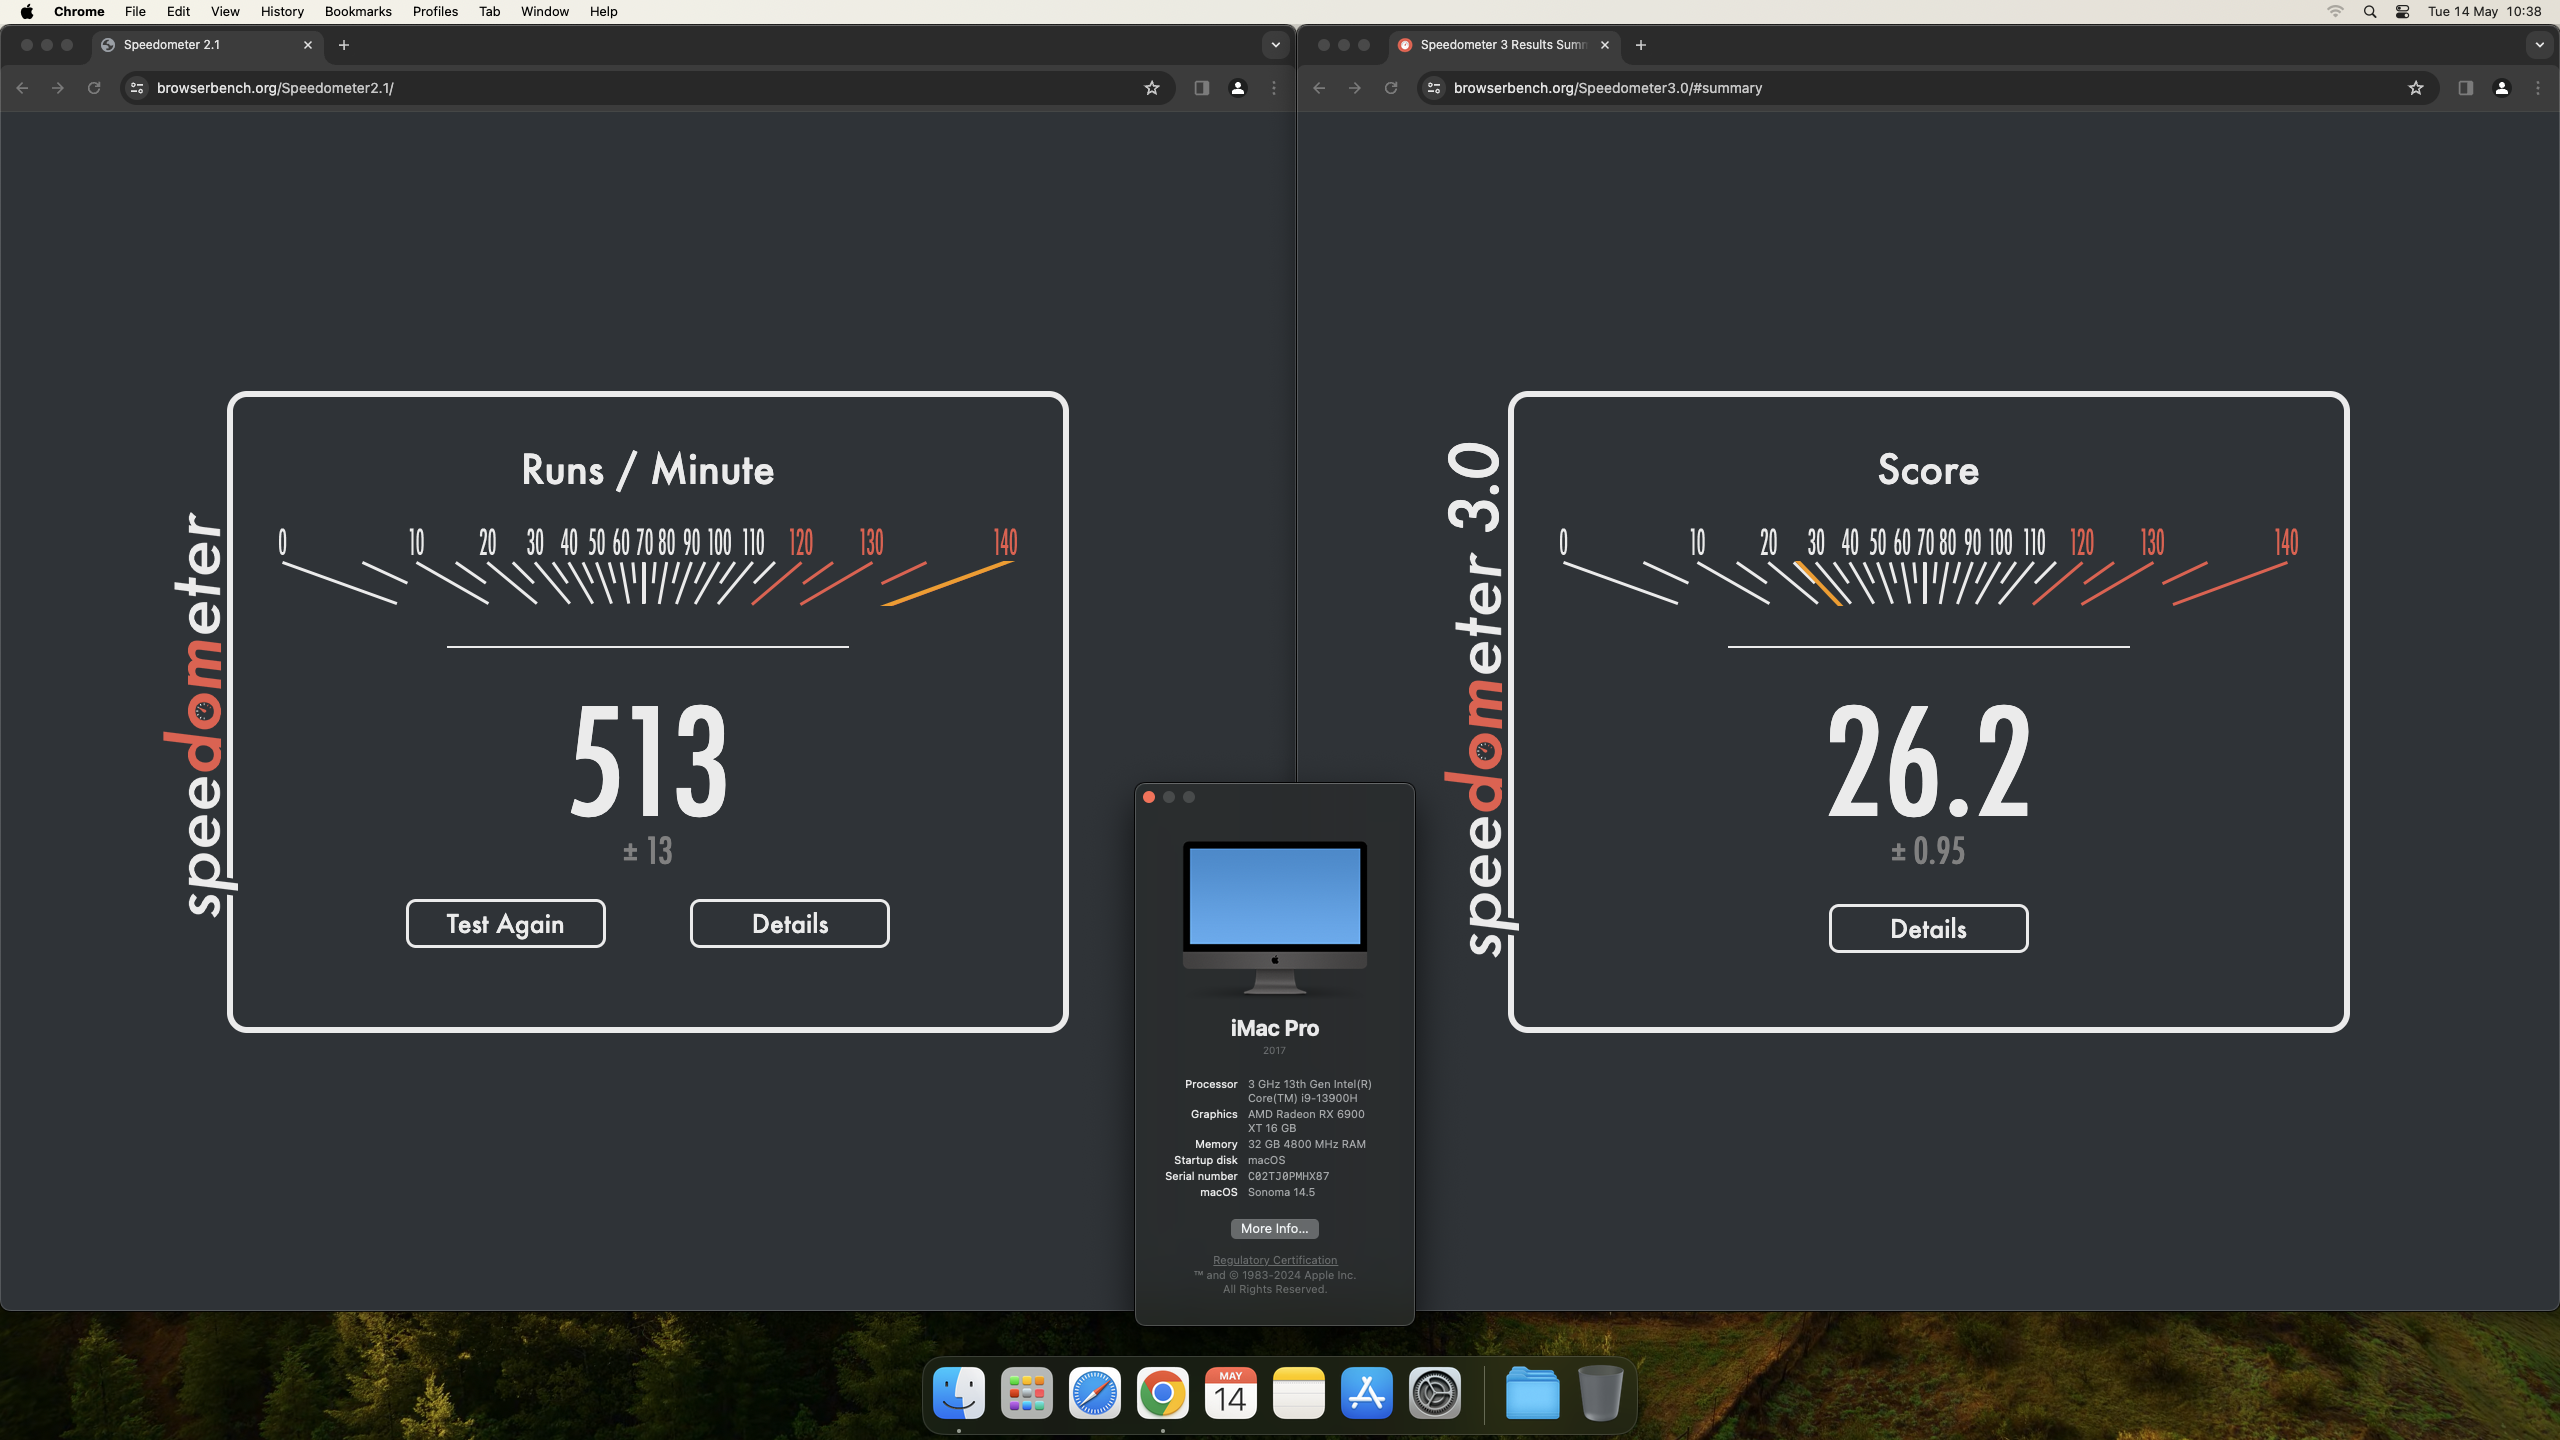 Chrome File Edit View History Bookmarks Profiles Tab Window Help
Tue 14 May 10:38
Speedometer 2.1
browserbench.org/Speedometer2.1/
speedometer
Runs / Minute
0 10 20 30 40 50 60 70 80 90 100 110 120 130 140
513
± 13
Test Again
Details
Speedometer 3 Results Summ
browserbench.org/Speedometer3.0/#summary
speedometer 3.0
Score
0 10 20 30 40 50 60 70 80 90 100 110 120 130 140
26.2
± 0.95
Details
iMac Pro
2017
Processor 3 GHz 13th Gen Intel(R)
Core(TM) i9-13900H
Graphics AMD Radeon RX 6900
XT 16 GB
Memory 32 GB 4800 MHz RAM
Startup disk macOS
Serial number C02TJ0PMHX87
macOS Sonoma 14.5
More Info...
Regulatory Certification
™ and © 1983-2024 Apple Inc.
All Rights Reserved.
MAY
14